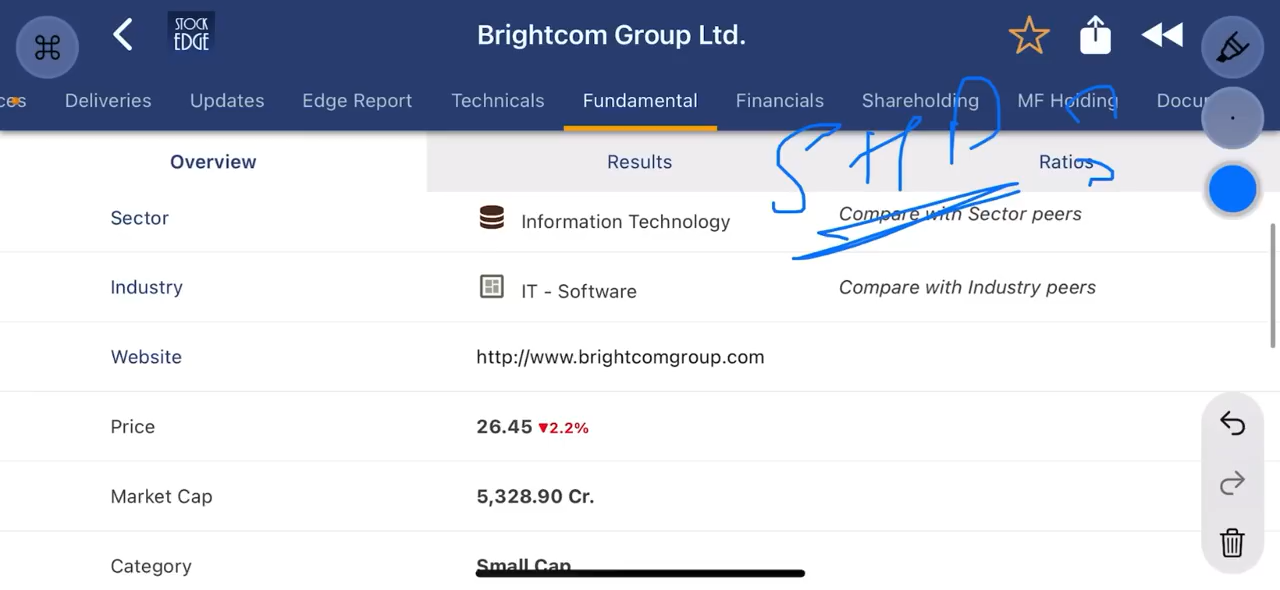 STOCK
EDGE
Brightcom Group Ltd.
Deliveries Updates Edge Report Technicals Fundamental Financials Shareholding MF Holding
SHP
Overview Results Ratios
Sector Information Technology Compare with Sector peers
Industry IT - Software Compare with Industry peers
Website http://www.brightcomgroup.com
Price 26.45 ▼2.2%
Market Cap 5,328.90 Cr.
Category Small Cap